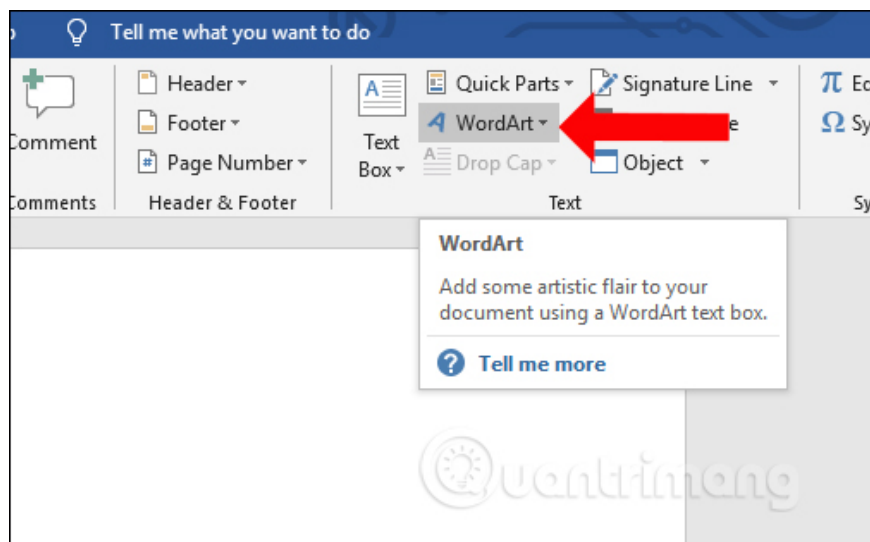 Tell me what you want to do
Comment
Header
Footer
Page Number
Text
Box
Quick Parts
WordArt
Drop Cap
Signature Line
Object
Comments
Header & Footer
Text
π
Ω Sy
Sy
WordArt
Add some artistic flair to your
document using a WordArt text box.
Tell me more
Quantrimang